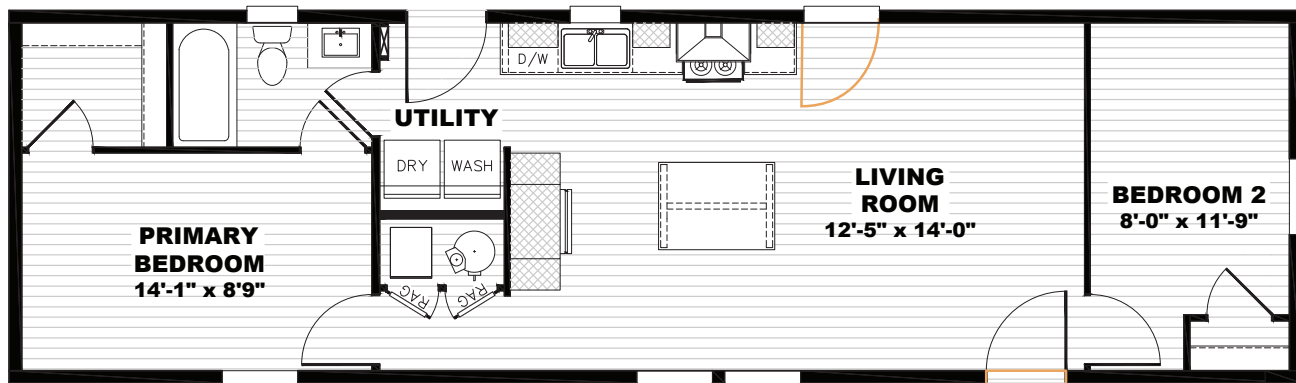 D/W
UTILITY
DRY
WASH
LIVING
ROOM
12'-5" x 14'-0"
BEDROOM 2
8'-0" x 11'-9"
PRIMARY
BEDROOM
14'-1" x 8'9"
RAG
RAG